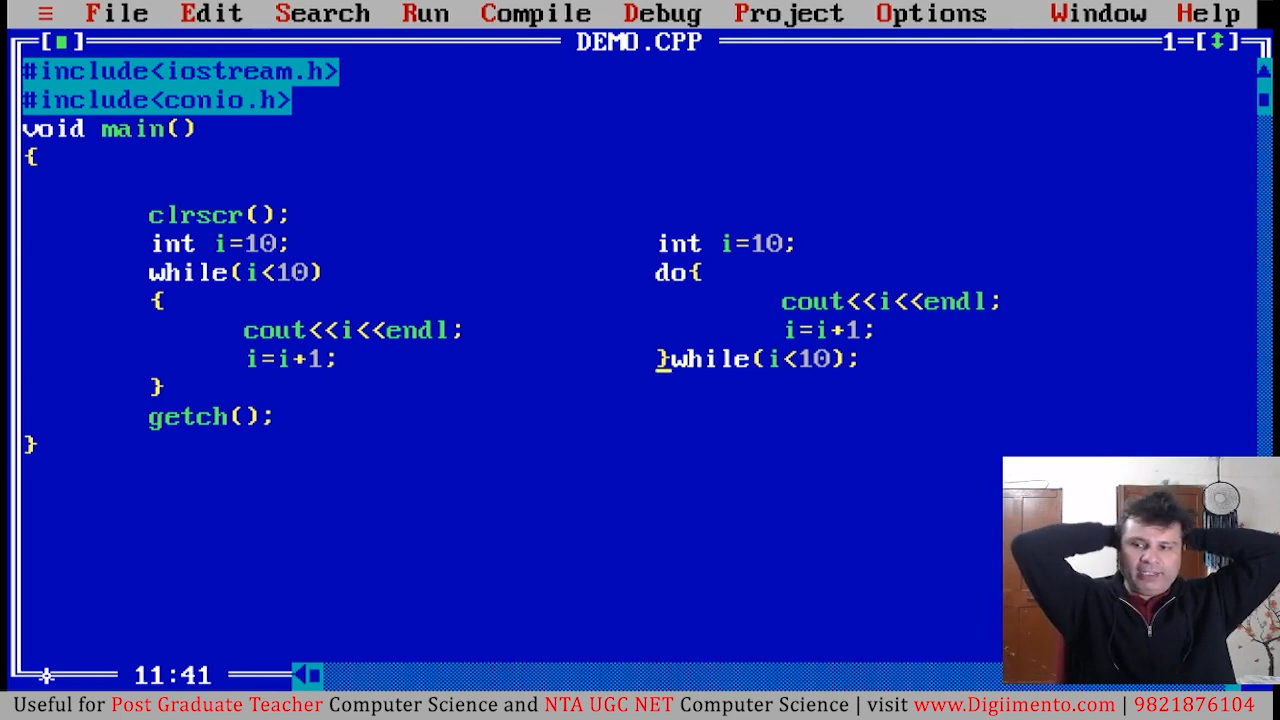 ≡ File Edit Search Run Compile Debug Project Options Window Help
[■] DEMO.CPP 1=[↕]
#include<iostream.h>
#include<conio.h>
void main()
{
clrscr();
int i=10; int i=10;
while(i<10) do{
{ cout<<i<<endl;
cout<<i<<endl; i=i+1;
i=i+1; }while(i<10);
}
getch();
}
11:41
Useful for Post Graduate Teacher Computer Science and NTA UGC NET Computer Science | visit www.Digiimento.com | 9821876104